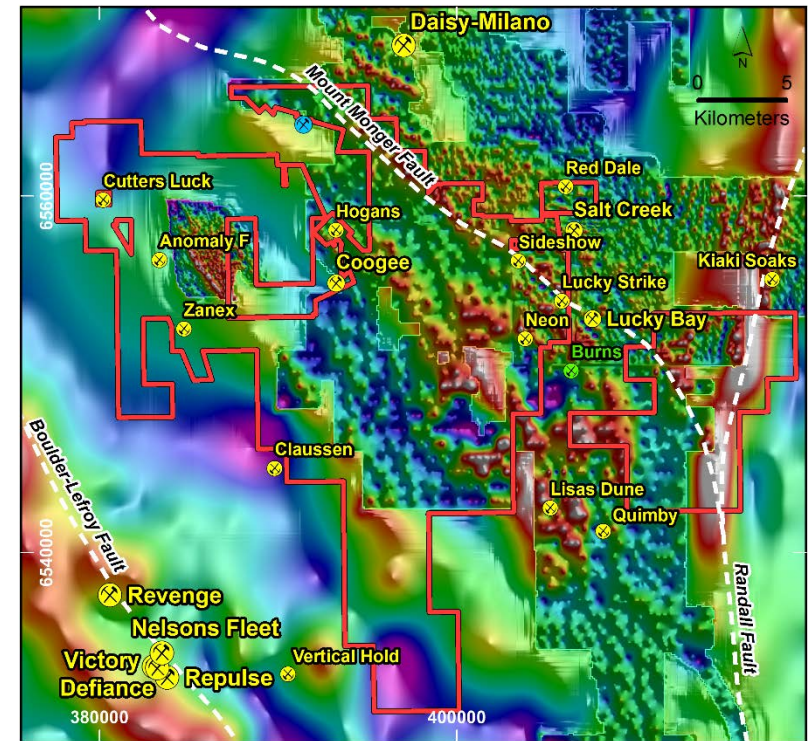 Daisy-Milano
N
0 5
Kilometers
Mount Monger Fault
6560000
Cutters Luck
Red Dale
Hogans
Salt Creek
Anomaly F
Sideshow
Kiaki Soaks
Coogee
Lucky Strike
Zanex
Neon
Lucky Bay
Burns
Boulder-Lefroy Fault
Claussen
Lisas Dune
Quimby
6540000
Randall Fault
Revenge
Nelsons Fleet
Victory
Defiance
Repulse
Vertical Hold
380000
400000